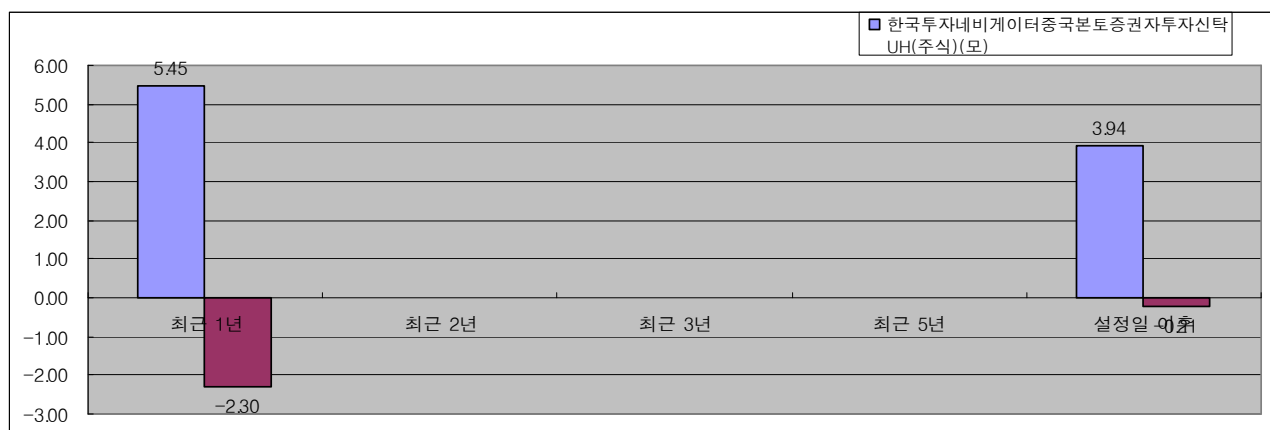 한국투자네비게이터중국본토증권자투자신탁
UH(주식)(모)
6.00
5.00
4.00
3.00
2.00
1.00
0.00
-1.00
-2.00
-3.00
5.45
3.94
최근 1년
최근 2년
최근 3년
최근 5년
설정일 이후
-0.21
-2.30